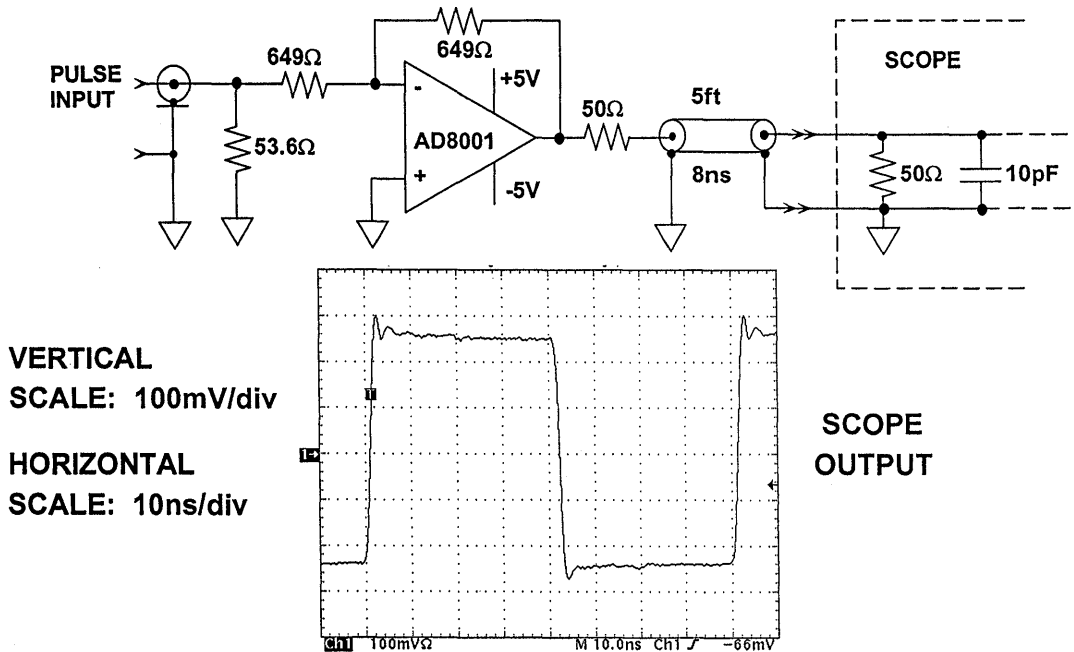 649Ω
649Ω
SCOPE
PULSE
INPUT
+5V
50Ω
5ft
53.6Ω
-
AD8001
+
-5V
8ns
50Ω
10pF
T
VERTICAL
SCALE: 100mV/div
1→
HORIZONTAL
SCALE: 10ns/div
SCOPE
OUTPUT
Ch1 100mVΩ M 10.0ns Ch1 ƒ -66mV